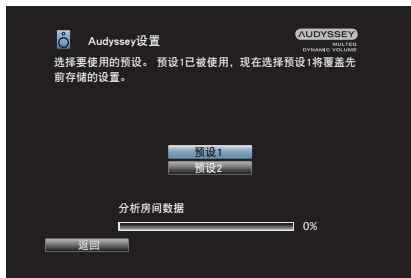 Audyssey设置
AUDYSSEY
MULTEQ
DYNAMIC VOLUME
选择要使用的预设。 预设1已被使用，现在选择预设1将覆盖先
前存储的设置。
预设1
预设2
分析房间数据
0%
返回